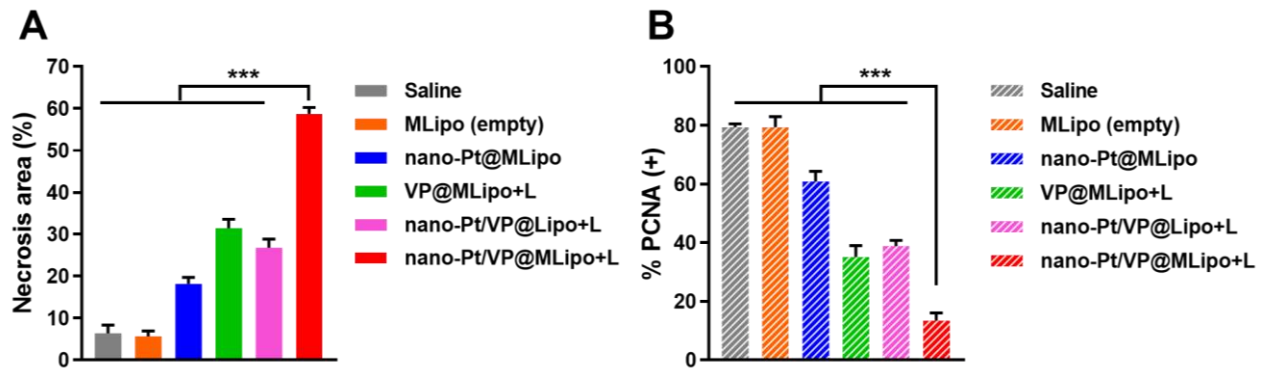 A
Necrosis area (%)
70
60
50
40
30
20
10
0
***
Saline
MLipo (empty)
nano-Pt@MLipo
VP@MLipo+L
nano-Pt/VP@Lipo+L
nano-Pt/VP@MLipo+L
B
% PCNA (+)
100
80
60
40
20
0
***
Saline
MLipo (empty)
nano-Pt@MLipo
VP@MLipo+L
nano-Pt/VP@Lipo+L
nano-Pt/VP@MLipo+L